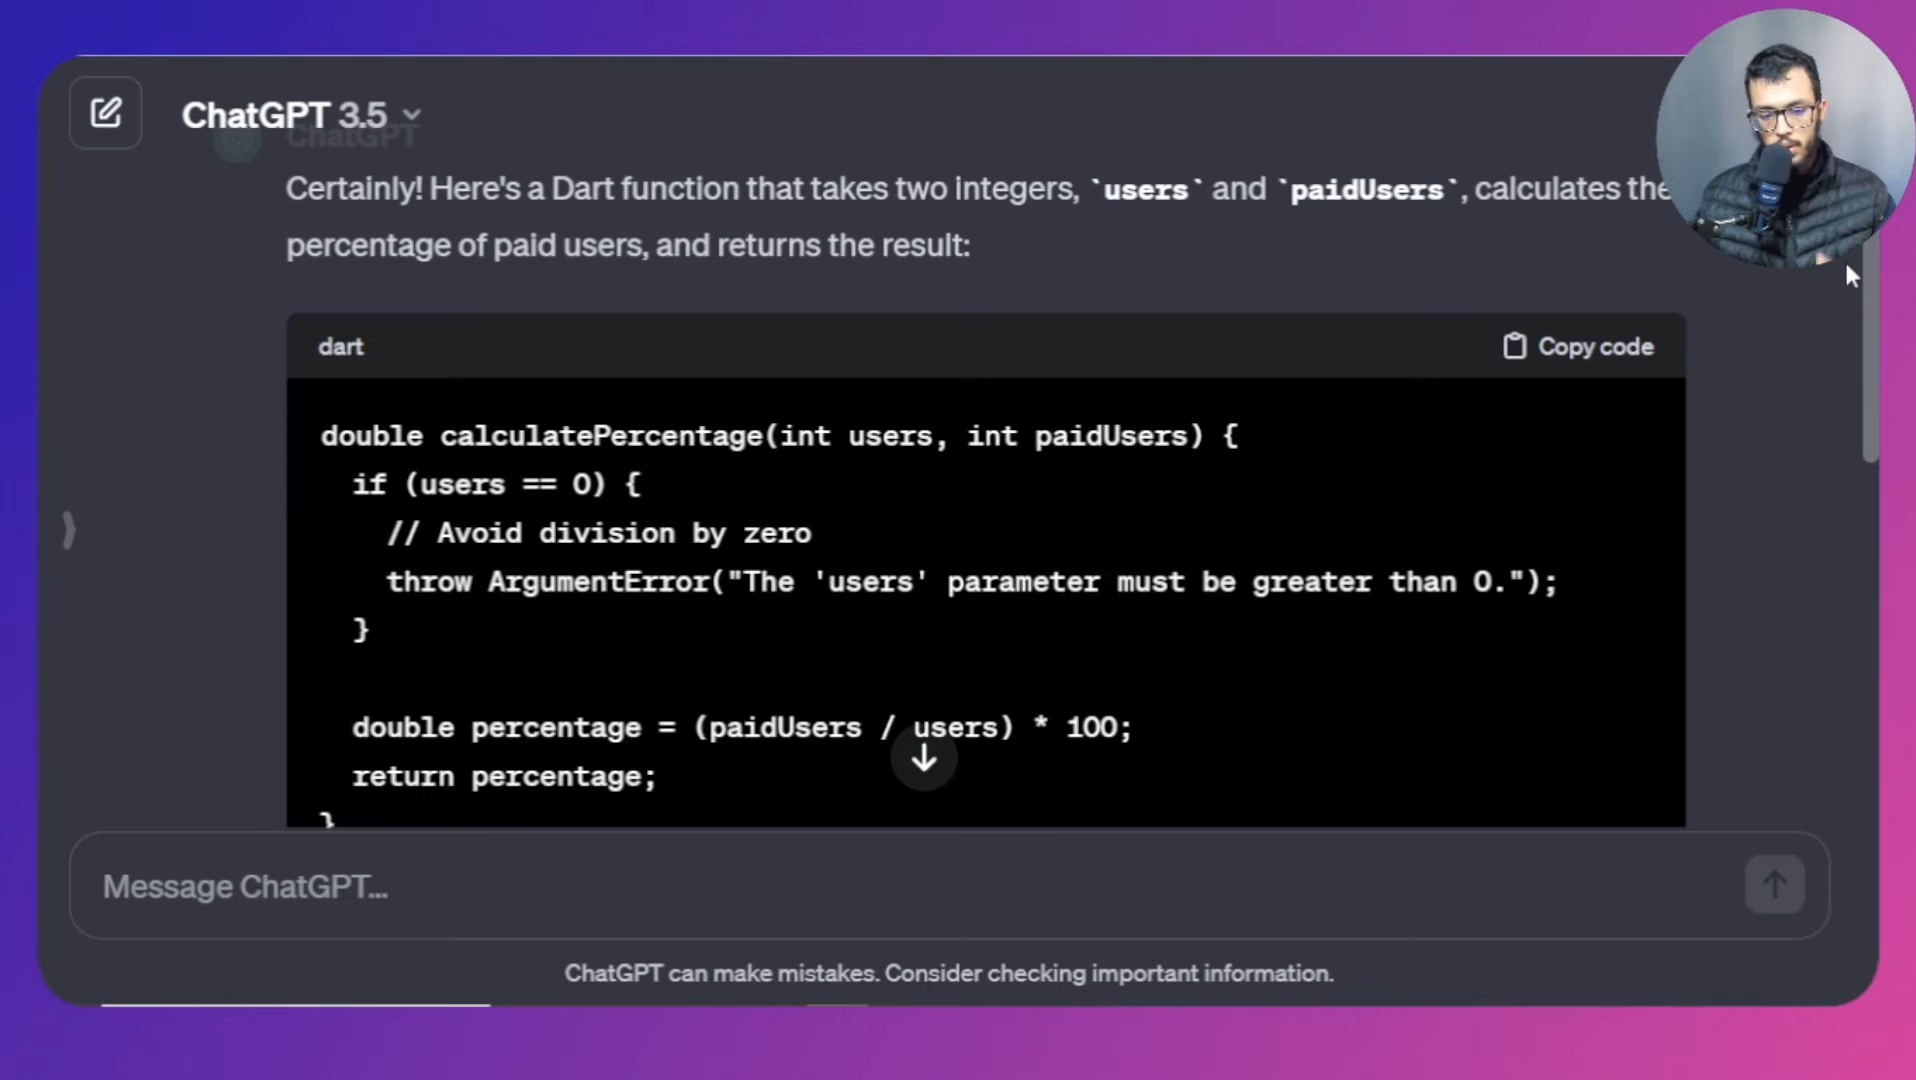 ChatGPT 3.5
ChatGPT
Certainly! Here's a Dart function that takes two integers, `users` and `paidUsers`, calculates the
percentage of paid users, and returns the result:
dart
Copy code
double calculatePercentage(int users, int paidUsers) {
if (users == 0) {
// Avoid division by zero
throw ArgumentError("The 'users' parameter must be greater than 0.");
}
double percentage = (paidUsers / users) * 100;
return percentage;
}
Message ChatGPT...
ChatGPT can make mistakes. Consider checking important information.